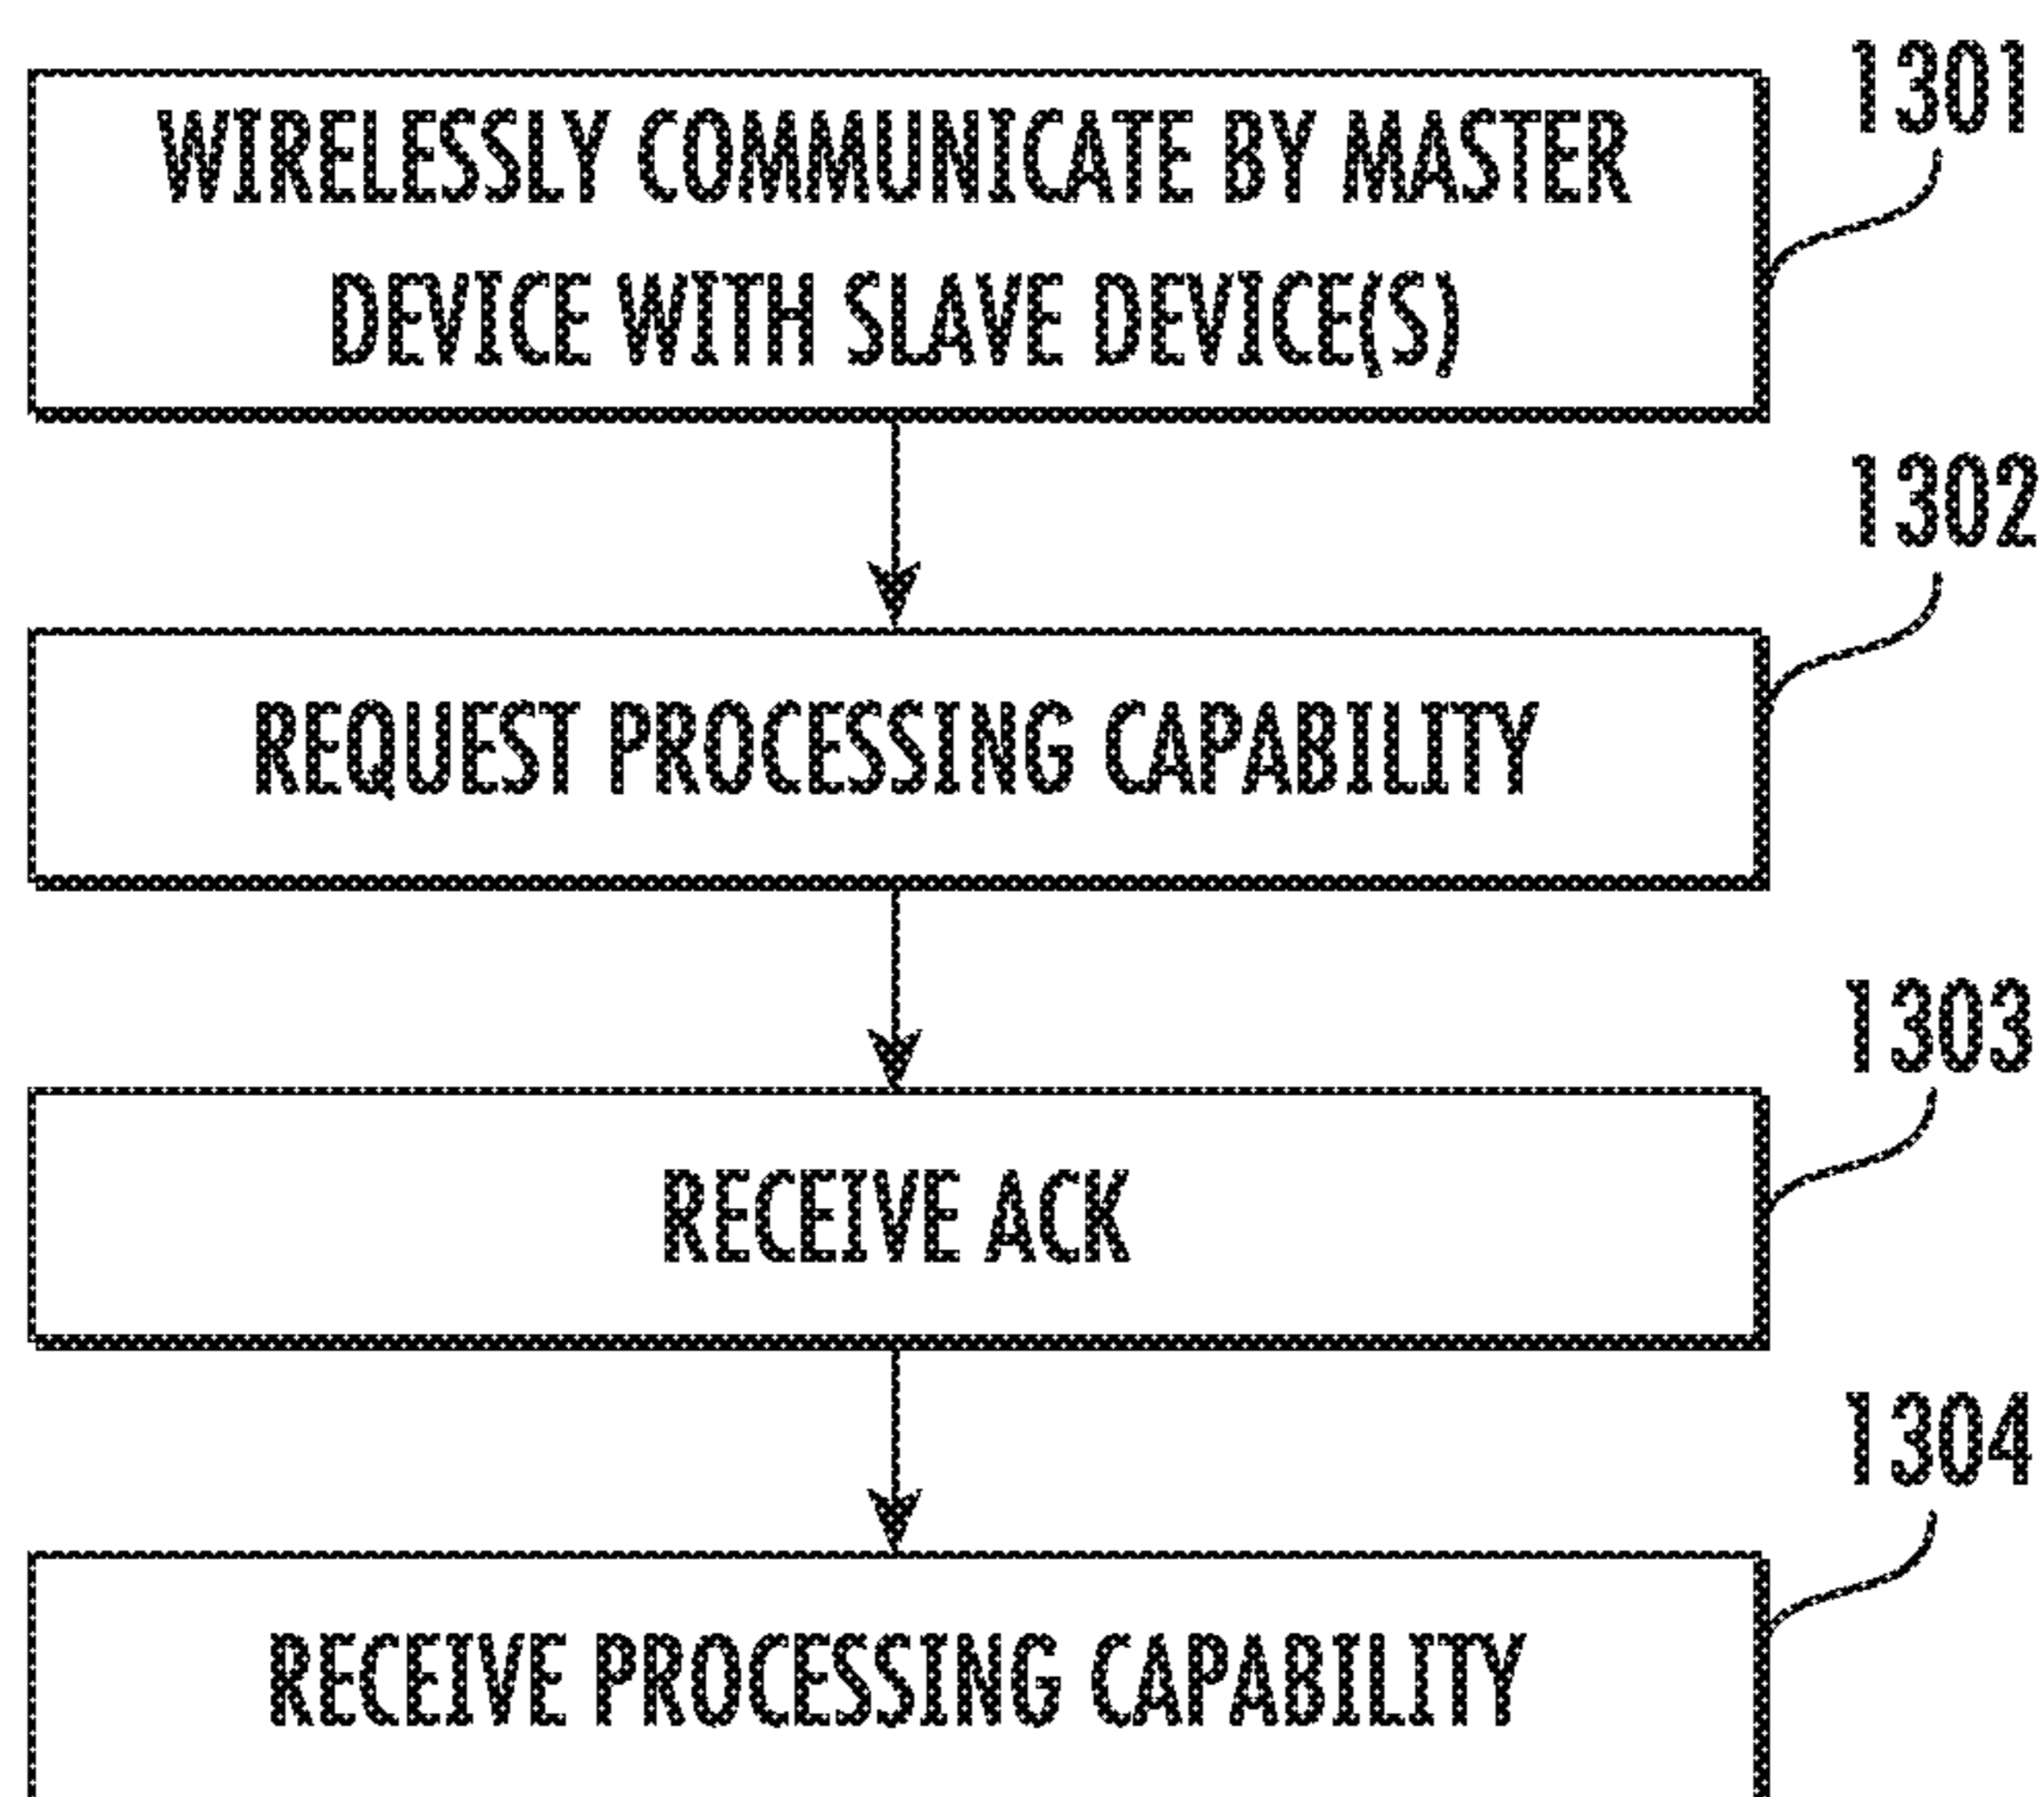 1301
WIRELESSLY COMMUNICATE BY MASTER
DEVICE WITH SLAVE DEVICE(S)
1302
REQUEST PROCESSING CAPABILITY
1303
RECEIVE ACK
1304
RECEIVE PROCESSING CAPABILITY